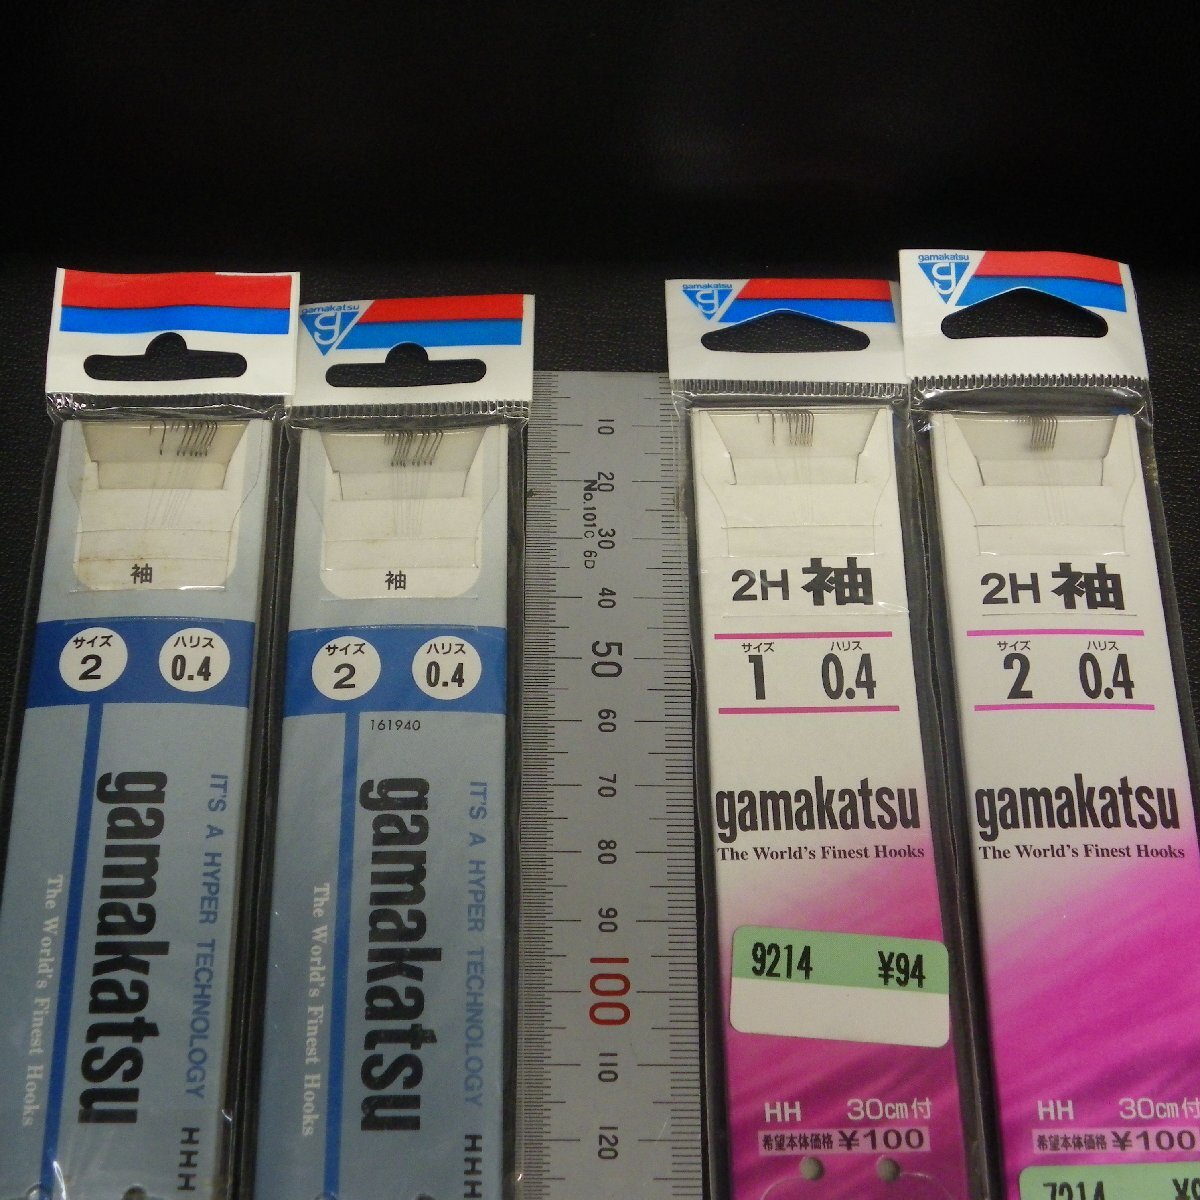 袖
サイズ
2
ハリス
0.4
gamakatsu
IT'S A HYPER TECHNOLOGY
The World's Finest Hooks
HHH
gamakatsu
袖
サイズ
2
ハリス
0.4
161940
gamakatsu
IT'S A HYPER TECHNOLOGY
The World's Finest Hooks
HHH
10
20
No.101C 6D
30
40
50
60
70
80
90
100
110
120
gamakatsu
2H 袖
サイズ ハリス
1 0.4
gamakatsu
The World's Finest Hooks
9214 ¥94
HH 30cm付
希望本体価格 ¥100
gamakatsu
2H 袖
サイズ ハリス
2 0.4
gamakatsu
The World's Finest Hooks
HH 30cm付
希望本体価格 ¥100
7214